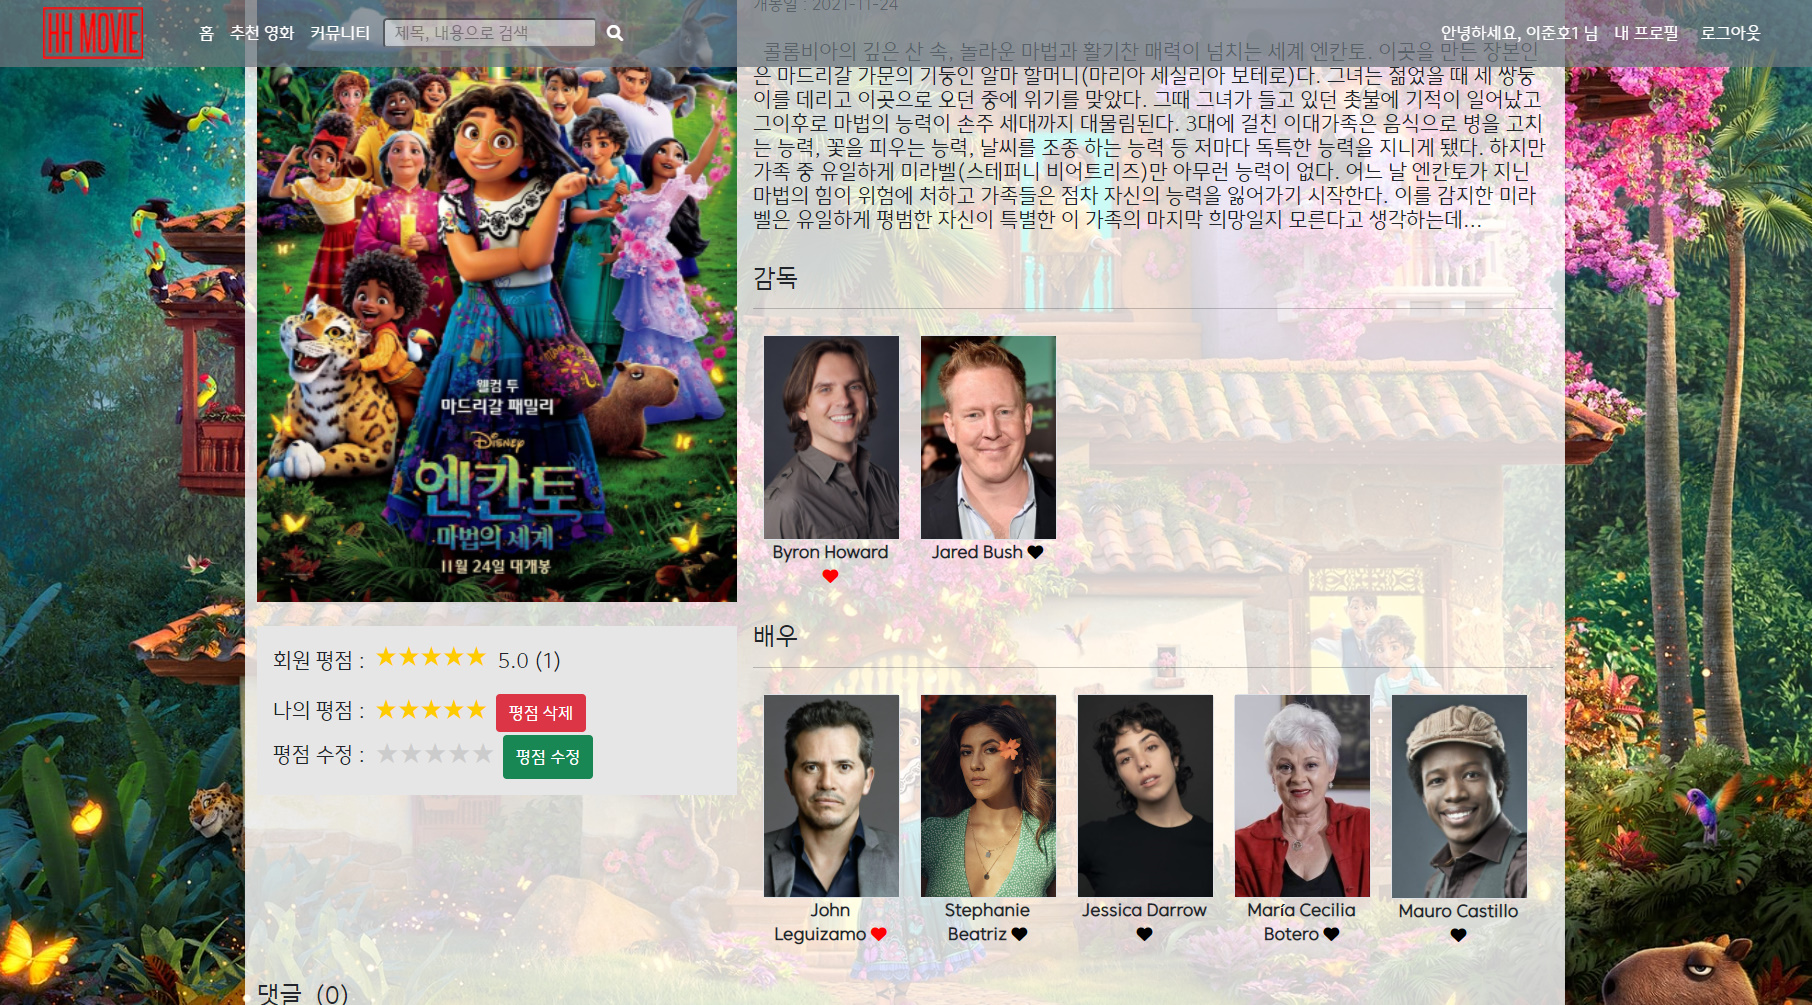 HH MOVIE
홈 추천 영화 커뮤니티 제목, 내용으로 검색
안녕하세요, 이준호1 님 내 프로필 로그아웃
개봉일 : 2021-11-24
콜롬비아의 깊은 산 속, 놀라운 마법과 활기찬 매력이 넘치는 세계 엔칸토. 이곳을 만든 장본인
은 마드리갈 가문의 기둥인 알마 할머니(마리아 세실리아 보테로)다. 그녀는 젊었을 때 세 쌍둥
이를 데리고 이곳으로 오던 중에 위기를 맞았다. 그때 그녀가 들고 있던 촛불에 기적이 일어났고
그이후로 마법의 능력이 손주 세대까지 대물림된다. 3대에 걸친 이대가족은 음식으로 병을 고치
는 능력, 꽃을 피우는 능력, 날씨를 조종 하는 능력 등 저마다 독특한 능력을 지니게 됐다. 하지만
가족 중 유일하게 미라벨(스테퍼니 비어트리즈)만 아무런 능력이 없다. 어느 날 엔칸토가 지닌
마법의 힘이 위험에 처하고 가족들은 점차 자신의 능력을 잃어가기 시작한다. 이를 감지한 미라
벨은 유일하게 평범한 자신이 특별한 이 가족의 마지막 희망일지 모른다고 생각하는데...
웰컴 투
마드리갈 패밀리
DISNEY
엔칸토
마법의 세계
11월 24일 대개봉
회원 평점 : ★★★★★ 5.0 (1)
나의 평점 : ★★★★★ 평점 삭제
평점 수정 : ★★★★★ 평점 수정
감독
Byron Howard
Jared Bush
배우
John
Leguizamo
Stephanie
Beatriz
Jessica Darrow
María Cecilia
Botero
Mauro Castillo
댓글 (0)